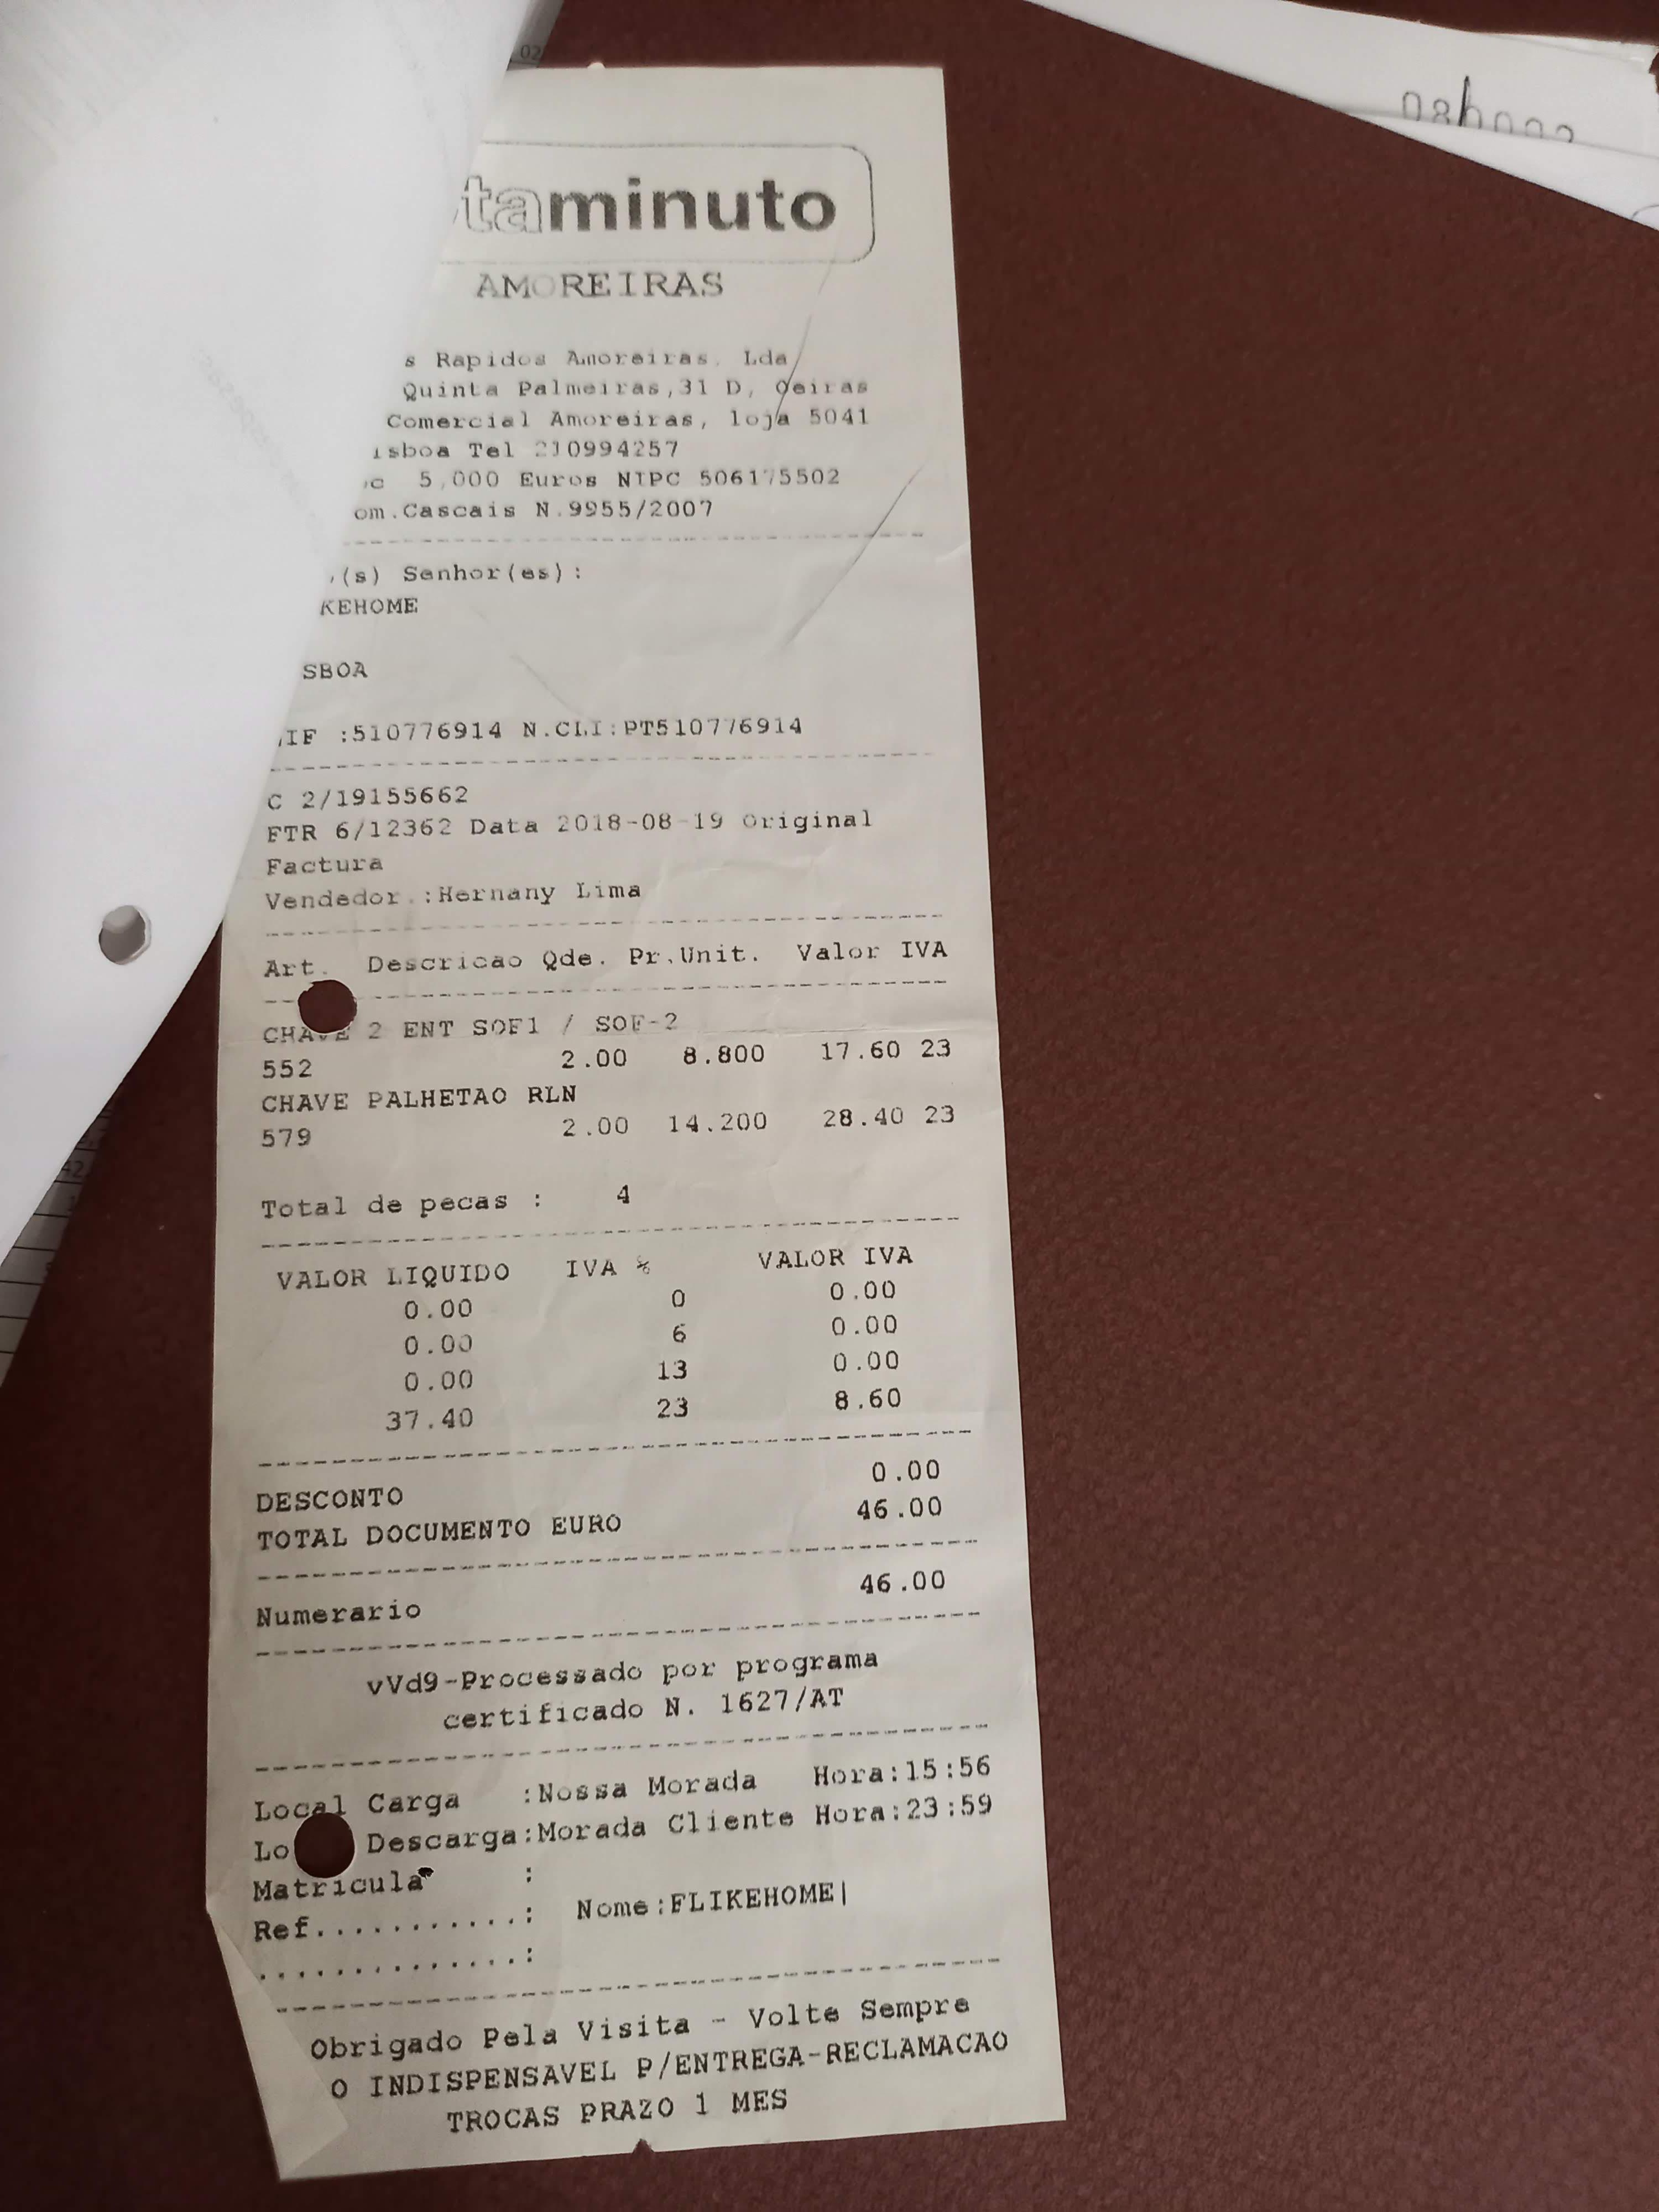 taminuto
AMOREIRAS
s Rapidos Amoreiras, Lda
Quinta Palmeiras,31 D, Oeiras
Comercial Amoreiras, loja 5041
isboa Tel 210994257
5,000 Euros NIPC 506175502
om.Cascais N.9955/2007
(s) Senhor(es):
KEHOME
SBOA
IF :510776914 N.CLI:PT510776914
C 2/19155662
FTR 6/12362 Data 2018-08-19 Original
Factura
Vendedor.:Hernany Lima
Art. Descricao Qde. Pr.Unit. Valor IVA
CHAVE 2 ENT SOF1 / SOF-2
552 2.00 8.800 17.60 23
CHAVE PALHETAO RLN
579 2.00 14.200 28.40 23
Total de pecas : 4
VALOR LIQUIDO IVA % VALOR IVA
0.00 0 0.00
0.00 6 0.00
0.00 13 0.00
37.40 23 8.60
DESCONTO 0.00
TOTAL DOCUMENTO EURO 46.00
Numerario 46.00
vVd9-Processado por programa
certificado N. 1627/AT
Local Carga :Nossa Morada Hora:15:56
Lo Descarga:Morada Cliente Hora:23:59
Matricula :
Ref...........: Nome:FLIKEHOME|
..............:
Obrigado Pela Visita - Volte Sempre
O INDISPENSAVEL P/ENTREGA-RECLAMACAO
TROCAS PRAZO 1 MES